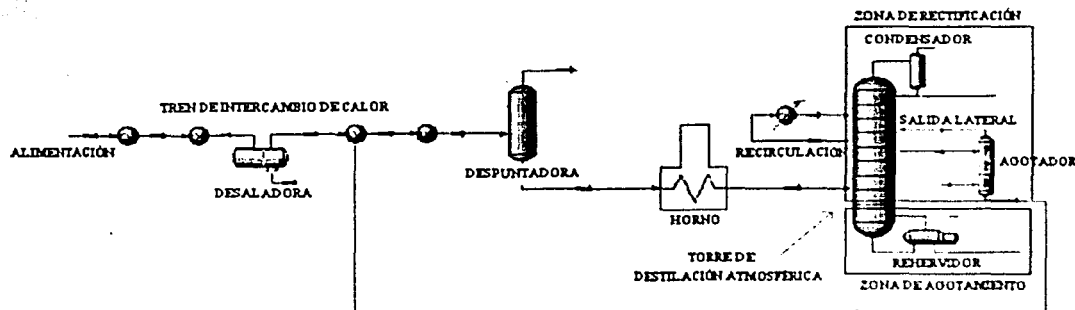 ZONA DE RECTIFICACIÓN
CONDENSADOR
TREN DE INTERCAMBIO DE CALOR
SALIDA LATERAL
ALIMENTACIÓN
RECIRCULACIÓN
AGOTADOR
DESALADORA
DESPUNTADORA
HORNO
TORRE DE
DESTILACIÓN ATMOSFÉRICA
REHERVIDOR
ZONA DE AGOTAMIENTO